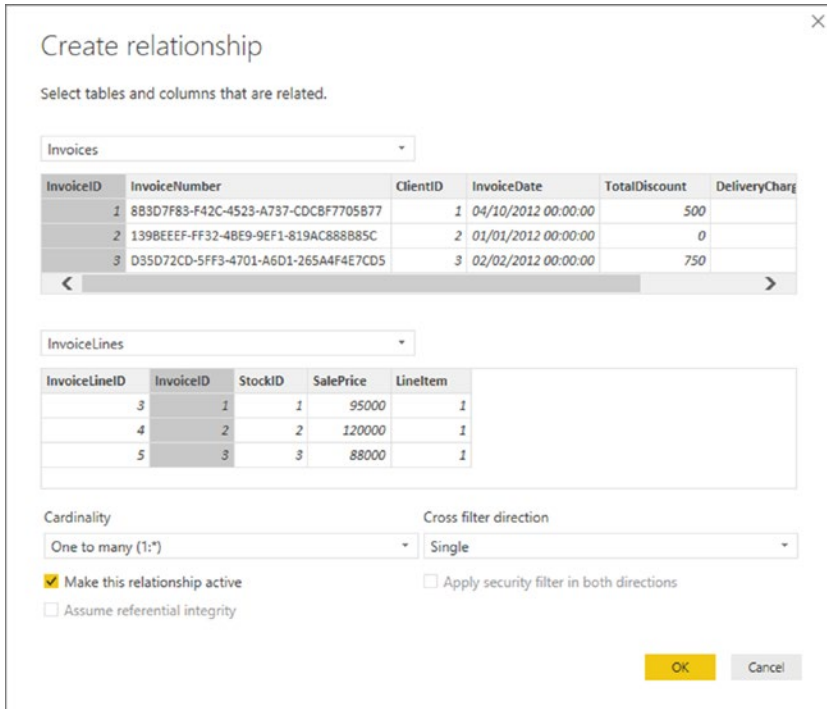 Create relationship
Select tables and columns that are related.
Invoices
InvoiceID InvoiceNumber ClientID InvoiceDate TotalDiscount DeliveryCharg
1 8B3D7F83-F42C-4523-A737-CDCBF7705B77 1 04/10/2012 00:00:00 500
2 139BEEEF-FF32-4BE9-9EF1-819AC888B85C 2 01/01/2012 00:00:00 0
3 D35D72CD-5FF3-4701-A6D1-265A4F4E7CD5 3 02/02/2012 00:00:00 750
InvoiceLines
InvoiceLineID InvoiceID StockID SalePrice LineItem
3 1 1 95000 1
4 2 2 120000 1
5 3 3 88000 1
Cardinality Cross filter direction
One to many (1:*) Single
Make this relationship active Apply security filter in both directions
Assume referential integrity
OK Cancel